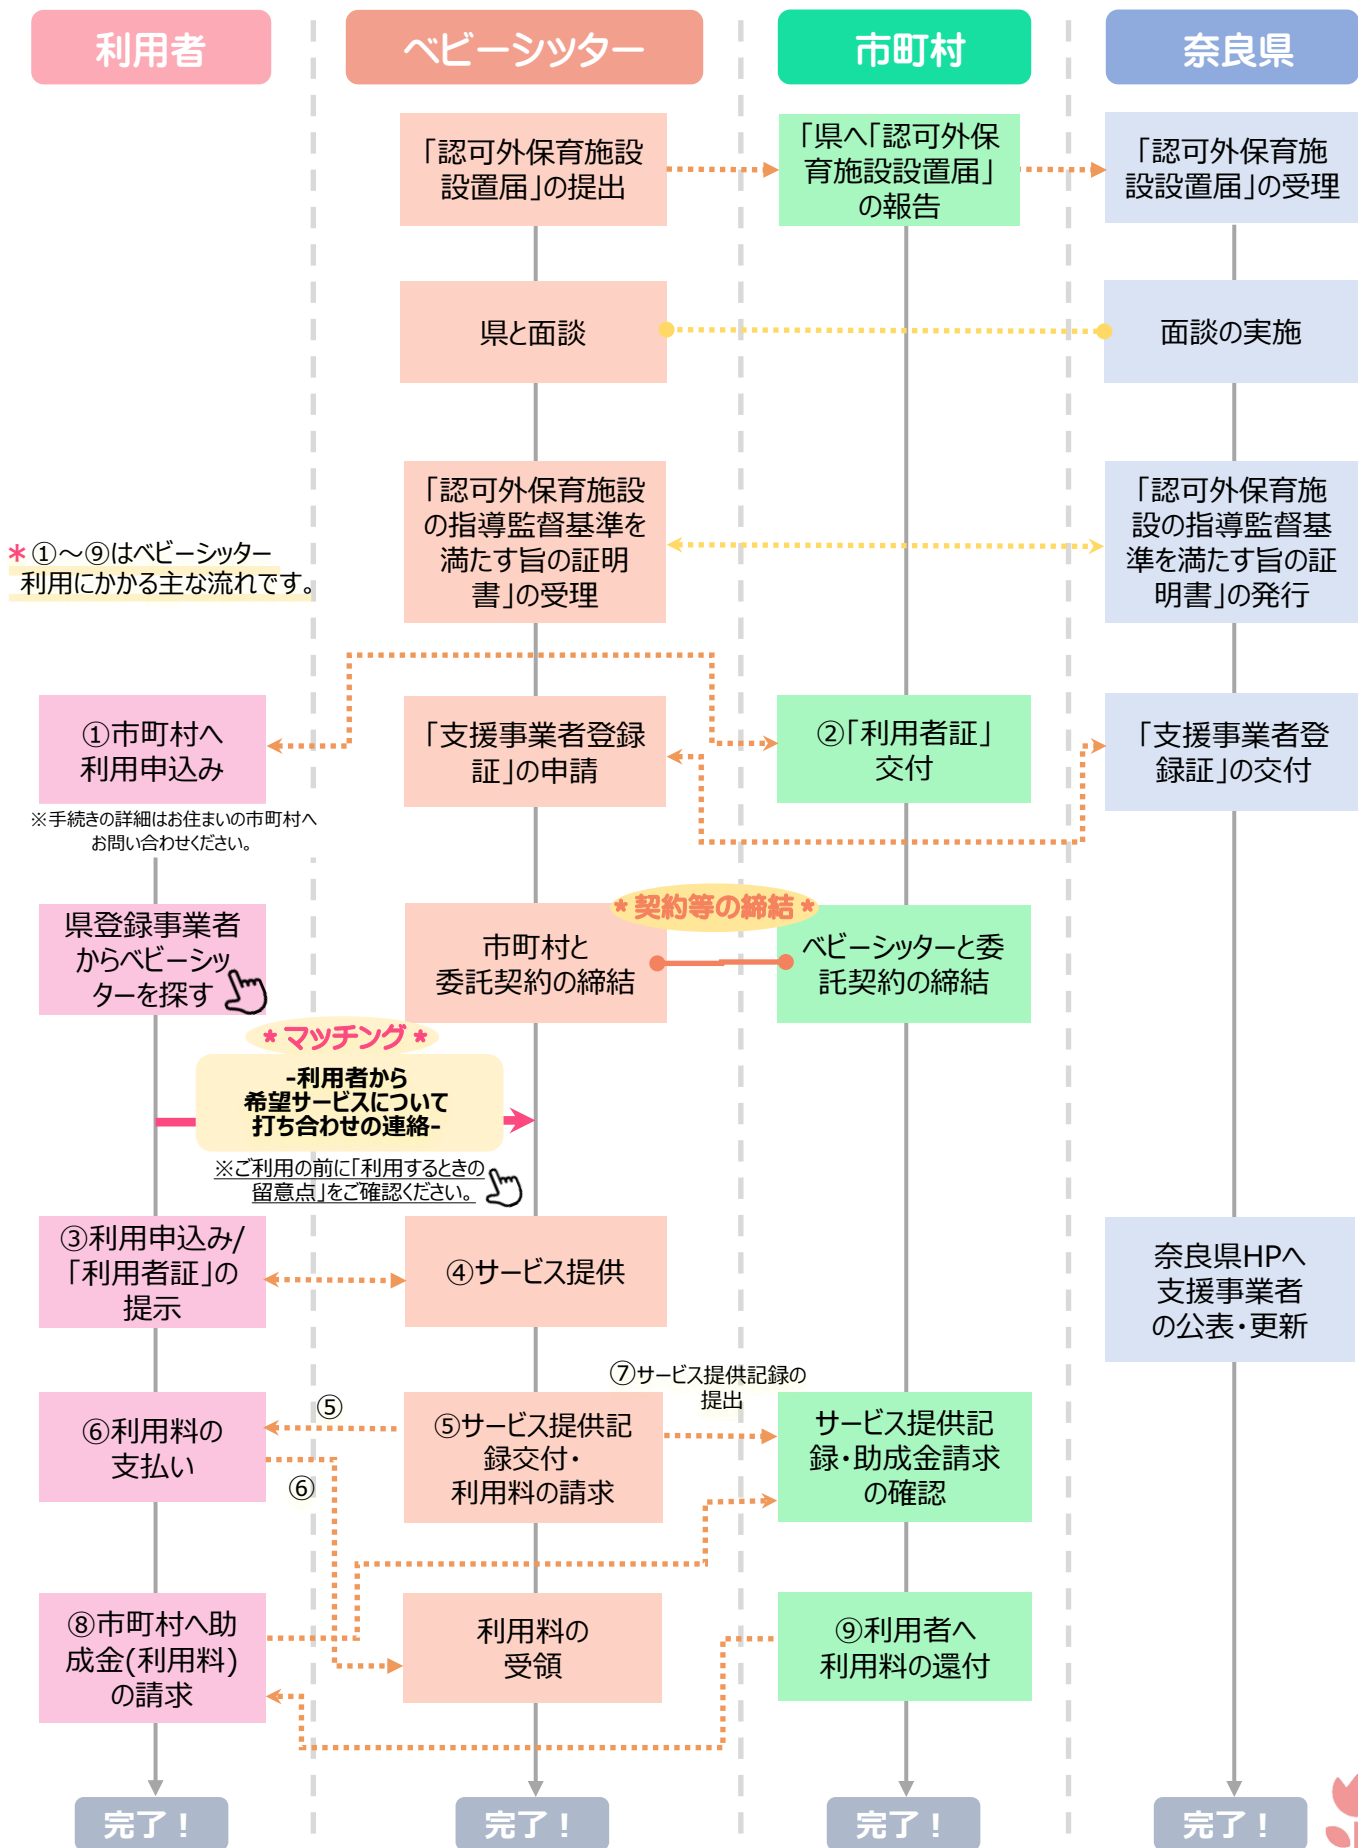 利用者
ベビーシッター
市町村
奈良県
「認可外保育施設
設置届」の提出
「県へ「認可外保
育施設設置届」
の報告
「認可外保育施
設設置届」の受理
県と面談
面談の実施
「認可外保育施設
の指導監督基準を
満たす旨の証明
書」の受理
「認可外保育施
設の指導監督基
準を満たす旨の証
明書」の発行
*①～⑨はベビーシッター
利用にかかる主な流れです。
①市町村へ
利用申込み
※手続きの詳細はお住まいの市町村へ
お問い合わせください。
「支援事業者登録
証」の申請
②「利用者証」
交付
「支援事業者登
録証」の交付
県登録事業者
からベビーシッ
ターを探す
*契約等の締結*
市町村と
委託契約の締結
ベビーシッターと委
託契約の締結
*マッチング*
-利用者から
希望サービスについて
打ち合わせの連絡-
※ご利用の前に「利用するときの
留意点」をご確認ください。
③利用申込み/
「利用者証」の
提示
④サービス提供
奈良県HPへ
支援事業者
の公表・更新
⑦サービス提供記録の
提出
⑤
⑥利用料の
支払い
⑥
⑤サービス提供記
録交付・
利用料の請求
サービス提供記
録・助成金請求
の確認
⑧市町村へ助
成金(利用料)
の請求
利用料の
受領
⑨利用者へ
利用料の還付
完了！
完了！
完了！
完了！